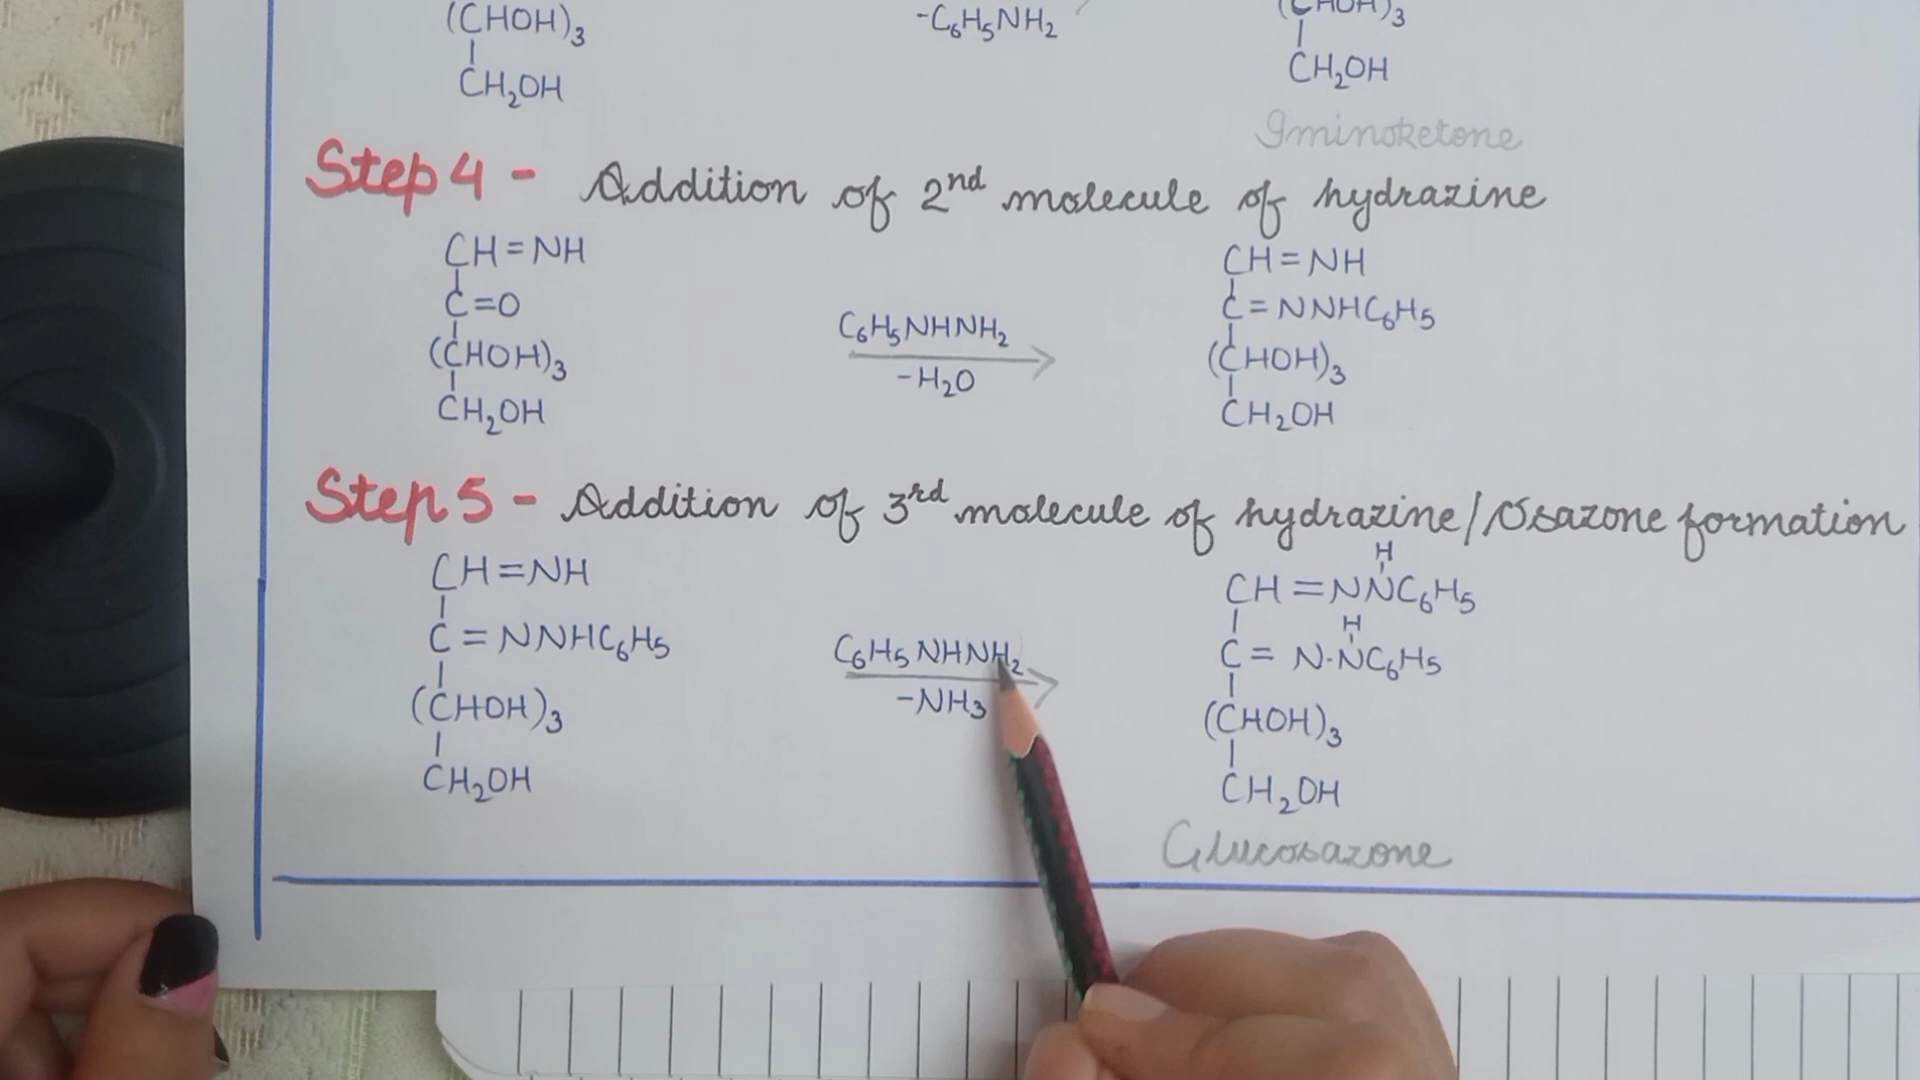 (CHOH)₃
CH₂OH
-C₆H₅NH₂
(CHOH)₃
CH₂OH
Iminoketone
Step 4 - Addition of 2nd molecule of hydrazine
CH=NH
C=O
(CHOH)₃
CH₂OH
C₆H₅NHNH₂
-H₂O
CH=NH
C=NNHC₆H₅
(CHOH)₃
CH₂OH
Step 5 - Addition of 3rd molecule of hydrazine/Osazone formation
CH=NH
C=NNHC₆H₅
(CHOH)₃
CH₂OH
C₆H₅NHNH₂
-NH₃
H
CH=NNC₆H₅
H
C=N-NC₆H₅
(CHOH)₃
CH₂OH
Glucosazone